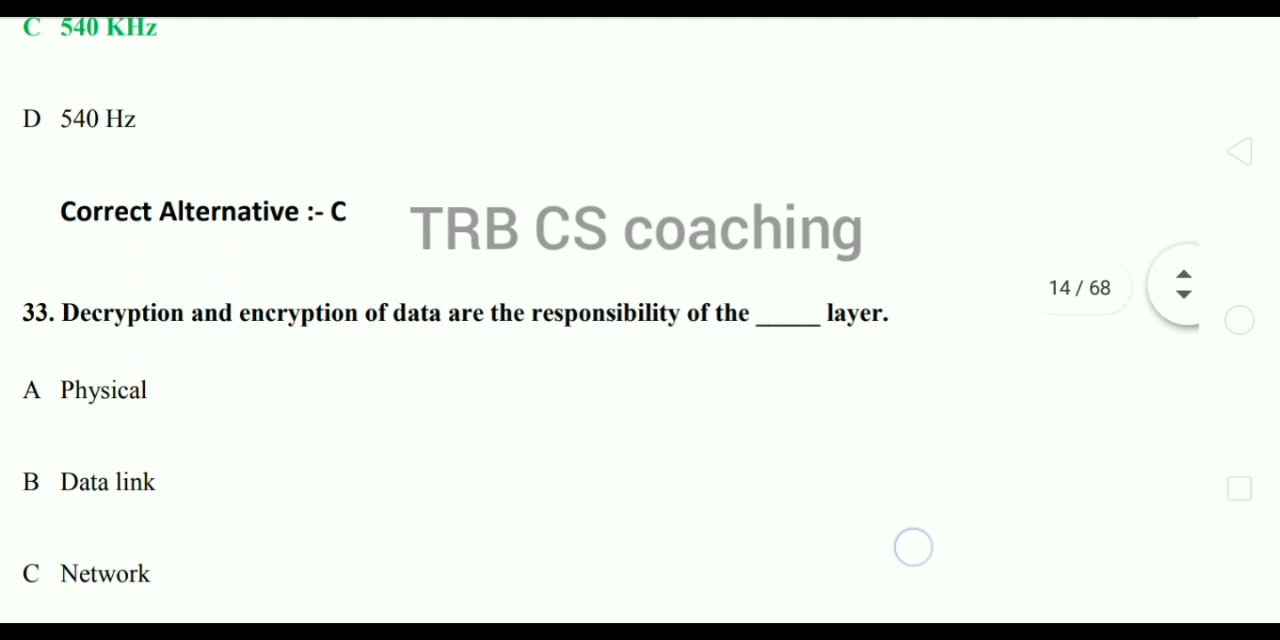 C 540 KHz
D 540 Hz
Correct Alternative :- C
TRB CS coaching
14 / 68
33. Decryption and encryption of data are the responsibility of the _____ layer.
A Physical
B Data link
C Network